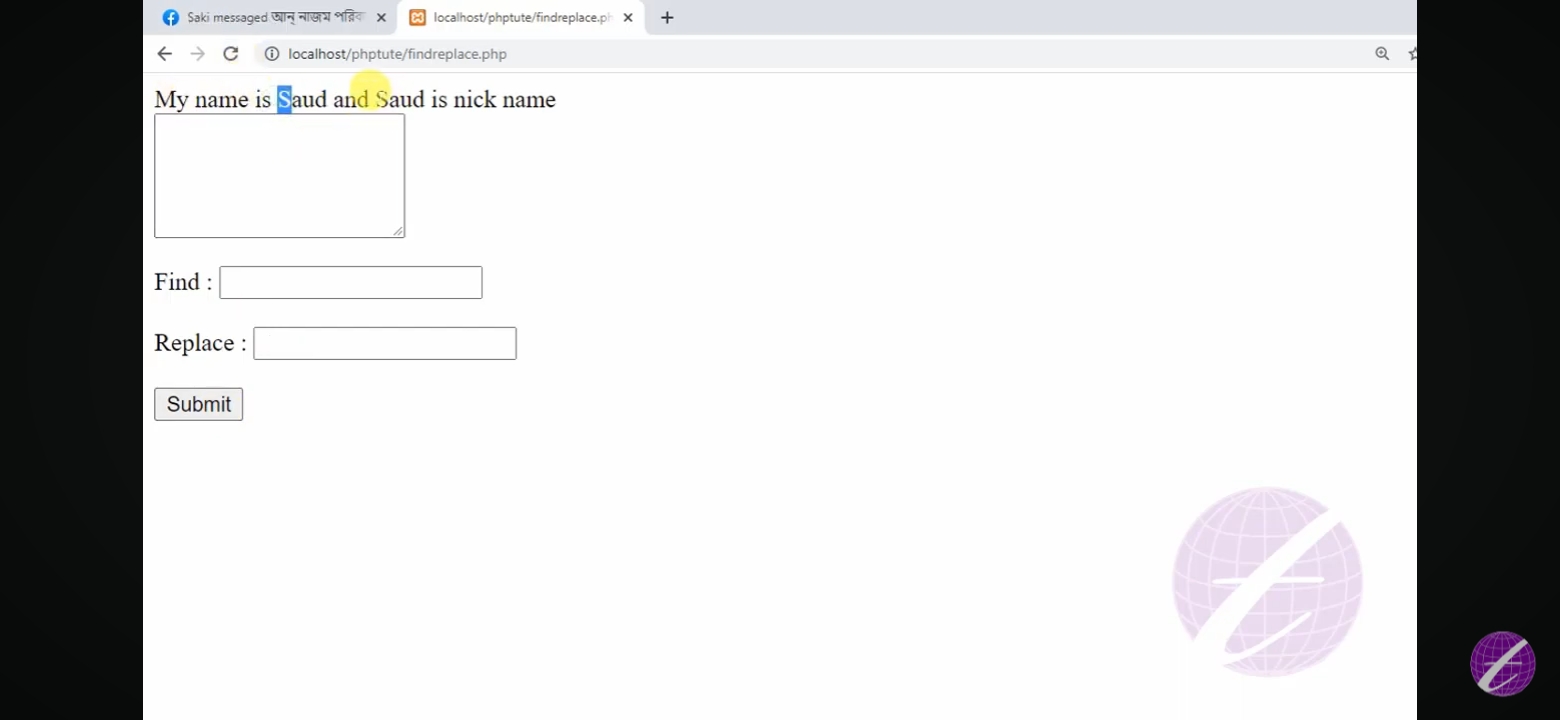 Saki messaged আন্ নাজম পরিব
localhost/phptute/findreplace.ph
localhost/phptute/findreplace.php
My name is Saud and Saud is nick name
Find :
Replace :
Submit